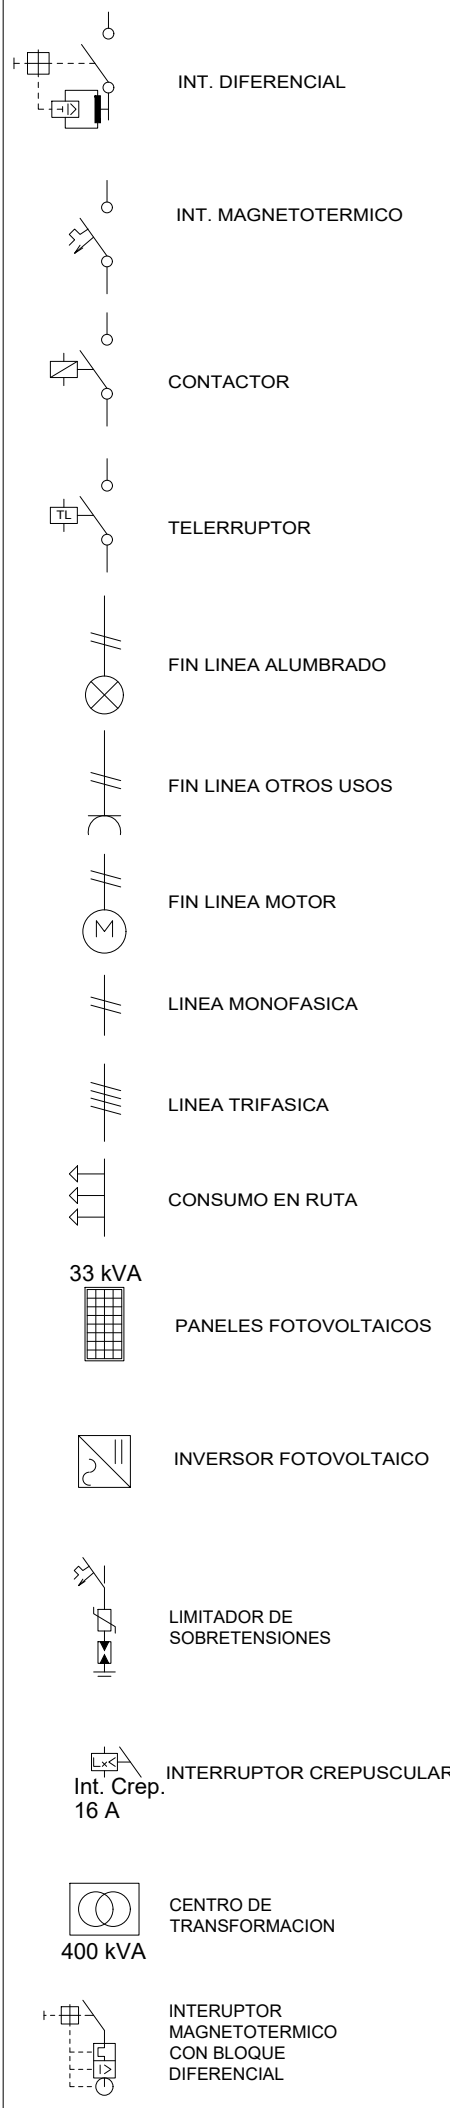 INT. DIFERENCIAL
I>
INT. MAGNETOTERMICO
CONTACTOR
TL
TELERRUPTOR
FIN LINEA ALUMBRADO
FIN LINEA OTROS USOS
M
FIN LINEA MOTOR
LINEA MONOFASICA
LINEA TRIFASICA
CONSUMO EN RUTA
33 kVA
PANELES FOTOVOLTAICOS
INVERSOR FOTOVOLTAICO
LIMITADOR DE
SOBRETENSIONES
Lx<
INTERRUPTOR CREPUSCULAR
Int. Crep.
16 A
CENTRO DE
TRANSFORMACION
400 kVA
INTERUPTOR
MAGNETOTERMICO
CON BLOQUE
DIFERENCIAL
I>